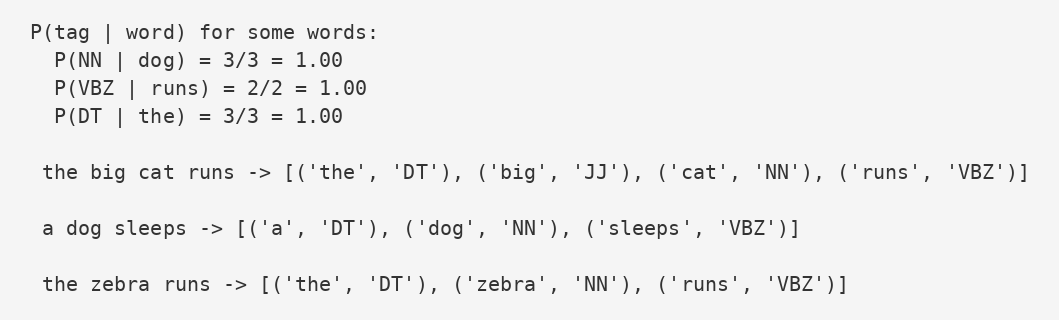 P(tag | word) for some words:
P(NN | dog) = 3/3 = 1.00
P(VBZ | runs) = 2/2 = 1.00
P(DT | the) = 3/3 = 1.00
the big cat runs -> [('the', 'DT'), ('big', 'JJ'), ('cat', 'NN'), ('runs', 'VBZ')]
a dog sleeps -> [('a', 'DT'), ('dog', 'NN'), ('sleeps', 'VBZ')]
the zebra runs -> [('the', 'DT'), ('zebra', 'NN'), ('runs', 'VBZ')]